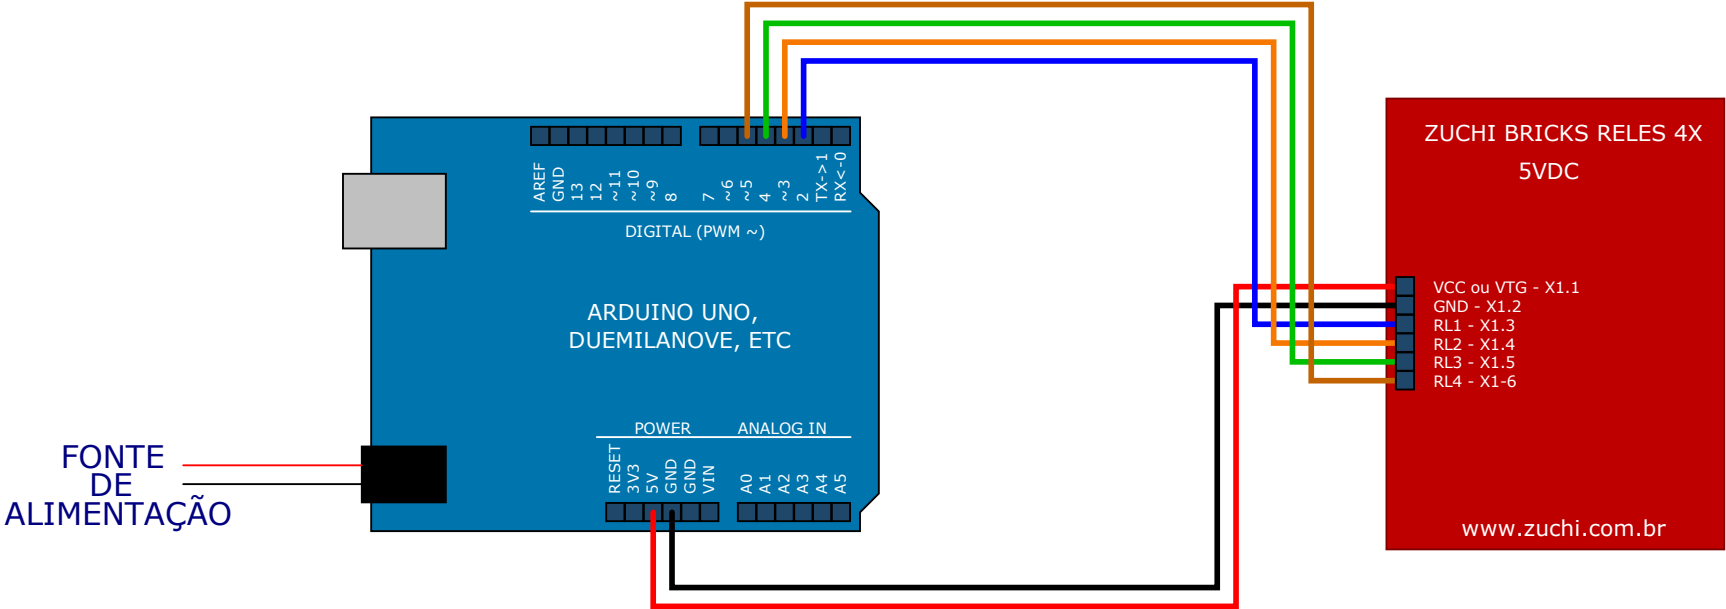 ZUCHI BRICKS RELES 4X
5VDC
AREF
GND
13
12
~11
~10
~9
8
7
~6
~5
4
~3
2
TX->1
RX<-0
DIGITAL (PWM ~)
ARDUINO UNO,
DUEMILANOVE, ETC
VCC ou VTG - X1.1
GND - X1.2
RL1 - X1.3
RL2 - X1.4
RL3 - X1.5
RL4 - X1-6
POWER
ANALOG IN
RESET
3V3
5V
GND
GND
VIN
A0
A1
A2
A3
A4
A5
FONTE
DE
ALIMENTAÇÃO
www.zuchi.com.br